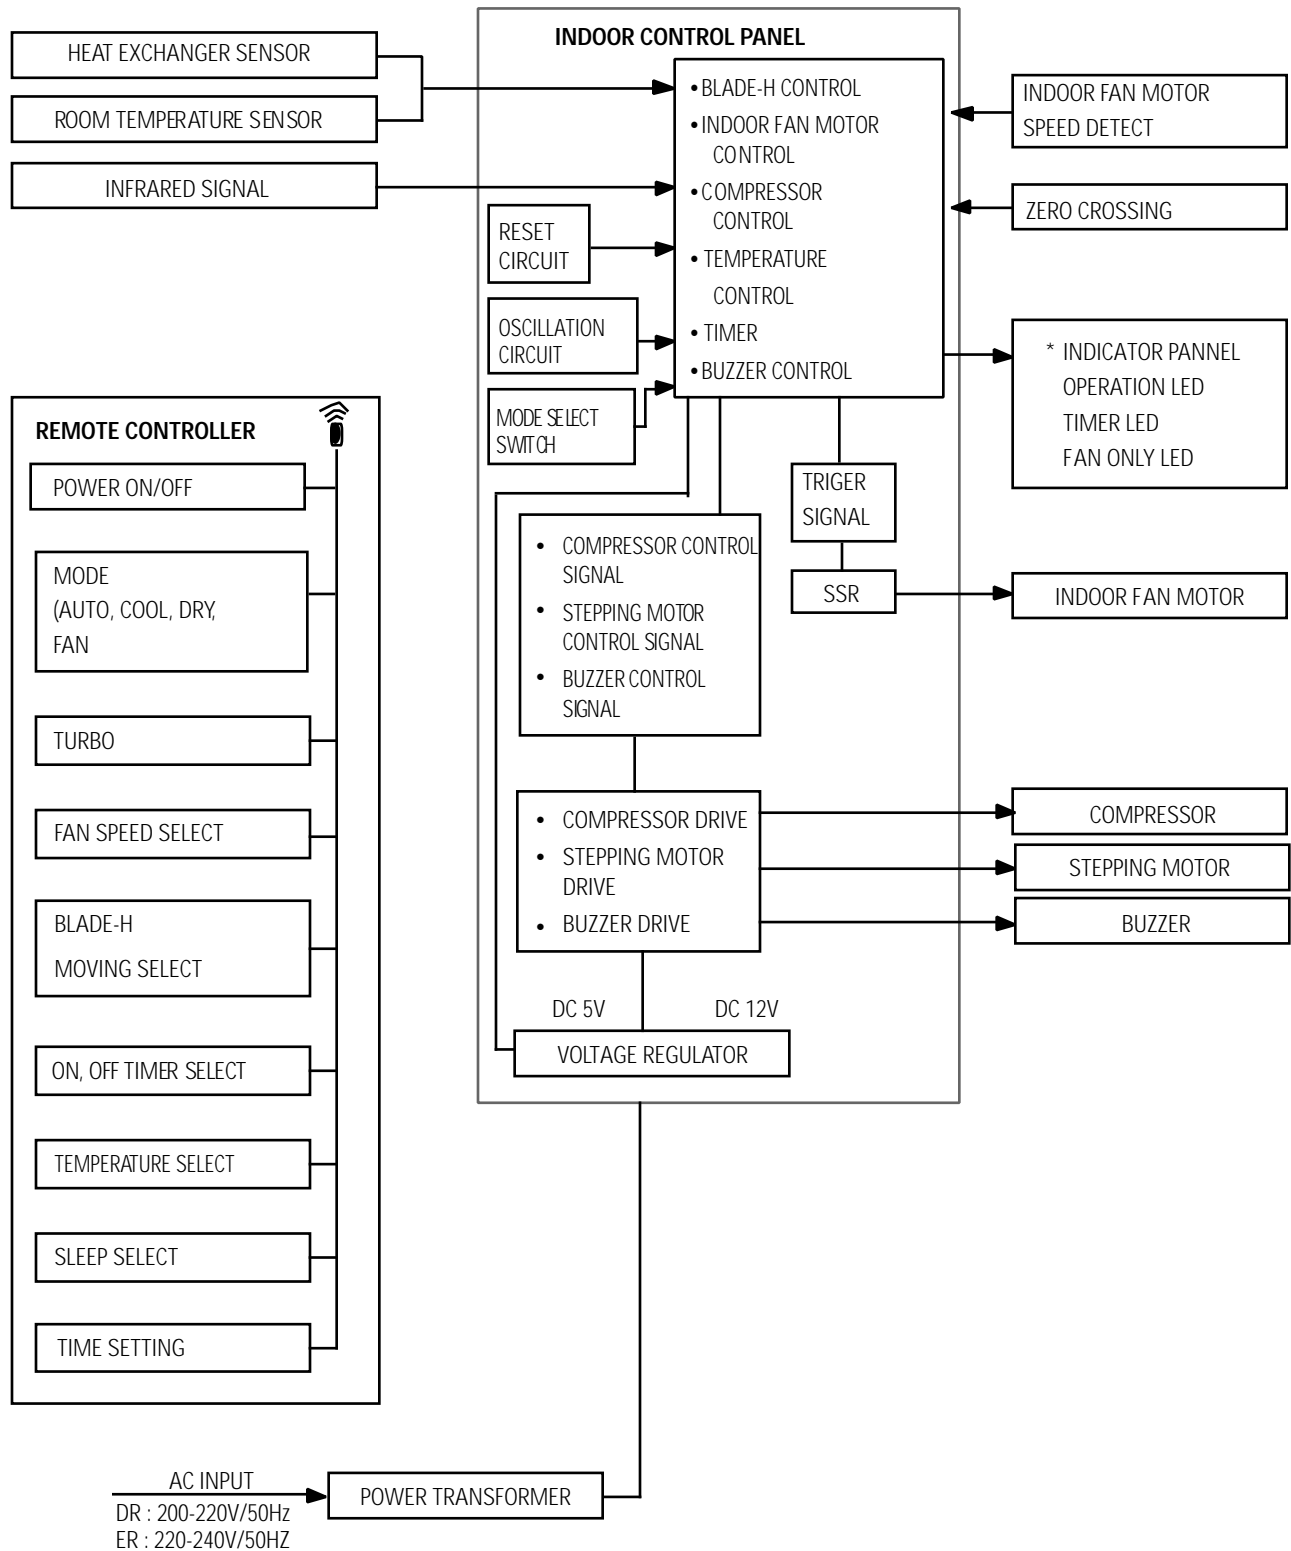 HEAT EXCHANGER SENSOR
ROOM TEMPERATURE SENSOR
INFRARED SIGNAL
INDOOR CONTROL PANEL
•BLADE-H CONTROL
•INDOOR FAN MOTOR
CONTROL
•COMPRESSOR
CONTROL
• TEMPERATURE
CONTROL
• TIMER
•BUZZER CONTROL
RESET
CIRCUIT
OSCILLATION
CIRCUIT
MODE SELECT
SWITCH
INDOOR FAN MOTOR
SPEED DETECT
ZERO CROSSING
* INDICATOR PANNEL
OPERATION LED
TIMER LED
FAN ONLY LED
TRIGER
SIGNAL
SSR
INDOOR FAN MOTOR
• COMPRESSOR CONTROL
SIGNAL
• STEPPING MOTOR
CONTROL SIGNAL
• BUZZER CONTROL
SIGNAL
• COMPRESSOR DRIVE
• STEPPING MOTOR
DRIVE
• BUZZER DRIVE
COMPRESSOR
STEPPING MOTOR
BUZZER
DC 5V DC 12V
VOLTAGE REGULATOR
REMOTE CONTROLLER
POWER ON/OFF
MODE
(AUTO, COOL, DRY,
FAN
TURBO
FAN SPEED SELECT
BLADE-H
MOVING SELECT
ON, OFF TIMER SELECT
TEMPERATURE SELECT
SLEEP SELECT
TIME SETTING
AC INPUT
DR : 200-220V/50Hz
ER : 220-240V/50HZ
POWER TRANSFORMER